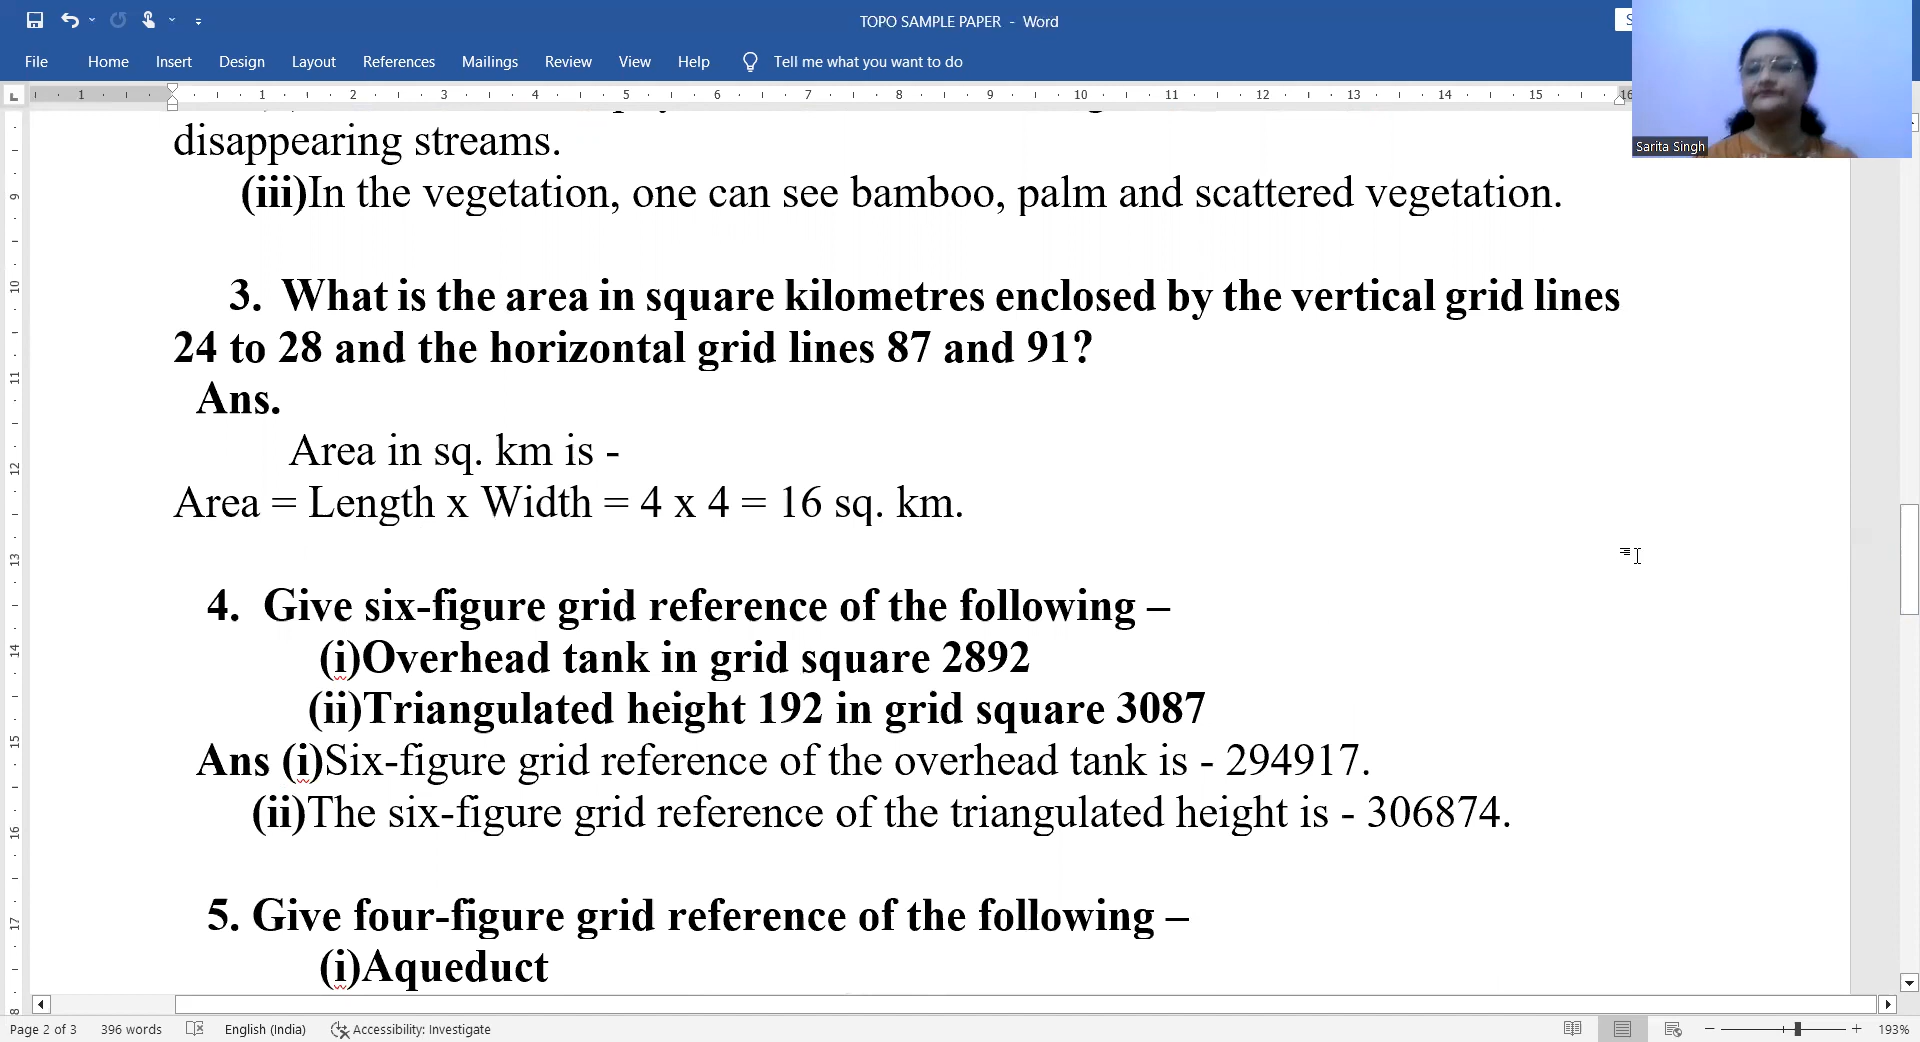 TOPO SAMPLE PAPER - Word
File Home Insert Design Layout References Mailings Review View Help Tell me what you want to do
Sarita Singh
disappearing streams.
(iii)In the vegetation, one can see bamboo, palm and scattered vegetation.
3. What is the area in square kilometres enclosed by the vertical grid lines
24 to 28 and the horizontal grid lines 87 and 91?
Ans.
Area in sq. km is -
Area = Length x Width = 4 x 4 = 16 sq. km.
4. Give six-figure grid reference of the following –
(i)Overhead tank in grid square 2892
(ii)Triangulated height 192 in grid square 3087
Ans (i)Six-figure grid reference of the overhead tank is - 294917.
(ii)The six-figure grid reference of the triangulated height is - 306874.
5. Give four-figure grid reference of the following –
(i)Aqueduct
Page 2 of 3 396 words English (India) Accessibility: Investigate 193%